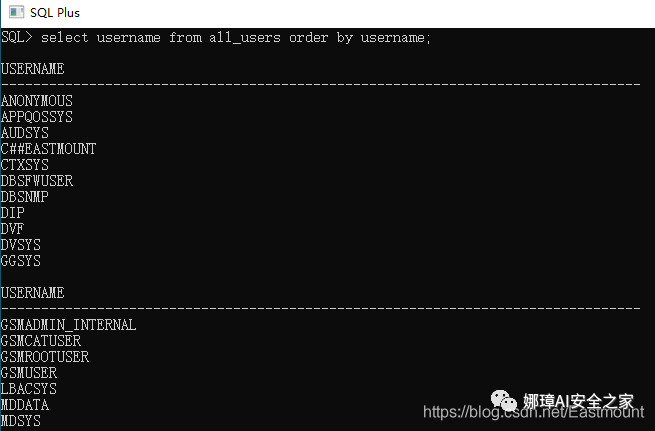 SQL Plus
SQL> select username from all_users order by username;
USERNAME
--------------------------------------------------------------------------------
ANONYMOUS
APPQOSSYS
AUDSYS
C##EASTMOUNT
CTXSYS
DBSFWUSER
DBSNMP
DIP
DVF
DVSYS
GGSYS
USERNAME
--------------------------------------------------------------------------------
GSMADMIN_INTERNAL
GSMCATUSER
GSMROOTUSER
GSMUSER
LBACSYS
MDDATA
MDSYS
娜璋AI安全之家
https://blog.csdn.net/Eastmount